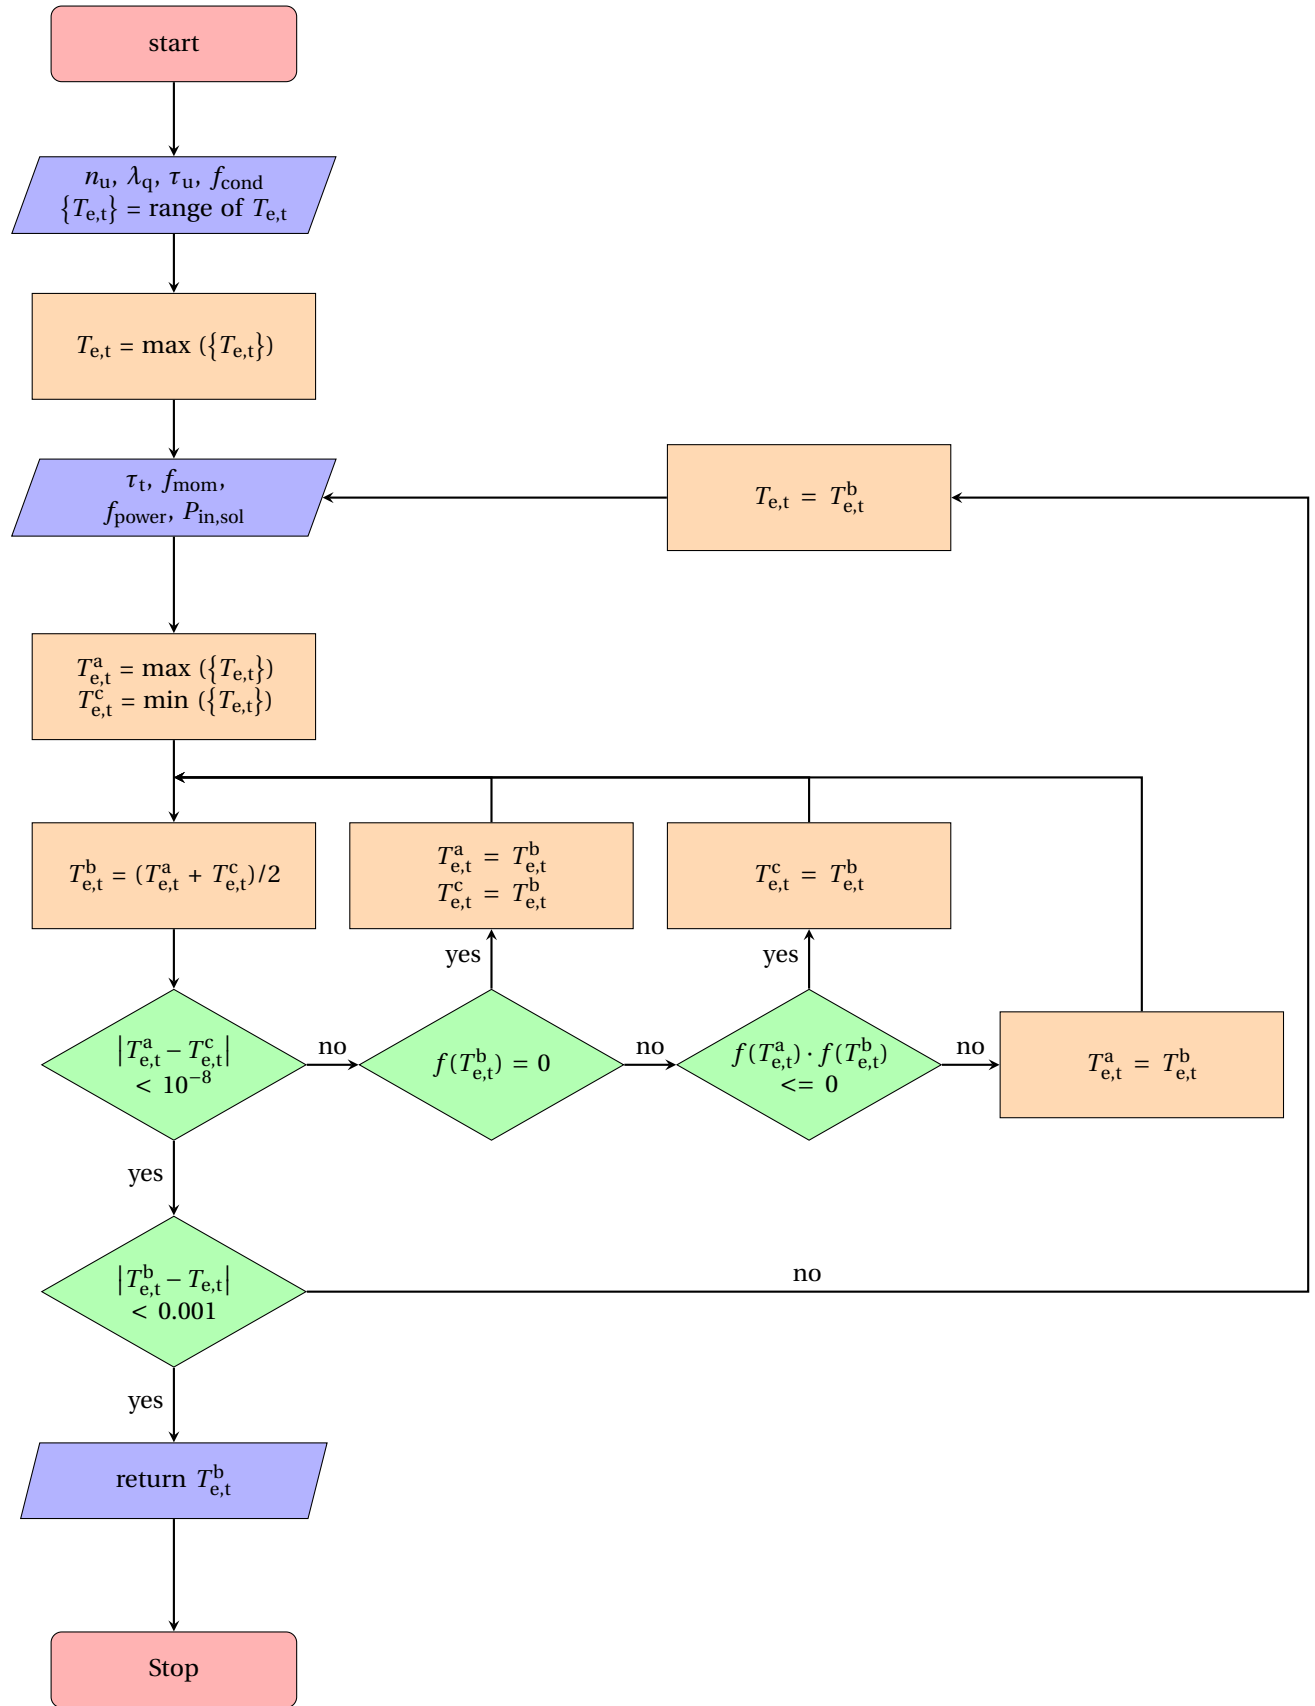 start
n_u, λ_q, τ_u, f_cond
{T_e,t} = range of T_e,t
T_e,t = max ({T_e,t})
τ_t, f_mom,
f_power, P_in,sol
T_e,t = T^b_e,t
T^a_e,t = max ({T_e,t})
T^c_e,t = min ({T_e,t})
T^b_e,t = (T^a_e,t + T^c_e,t)/2
T^a_e,t = T^b_e,t
T^c_e,t = T^b_e,t
T^c_e,t = T^b_e,t
yes
yes
|T^a_e,t − T^c_e,t|
< 10^−8
no
f(T^b_e,t) = 0
no
f(T^a_e,t) · f(T^b_e,t)
<= 0
no
T^a_e,t = T^b_e,t
yes
|T^b_e,t − T_e,t|
< 0.001
no
yes
return T^b_e,t
Stop